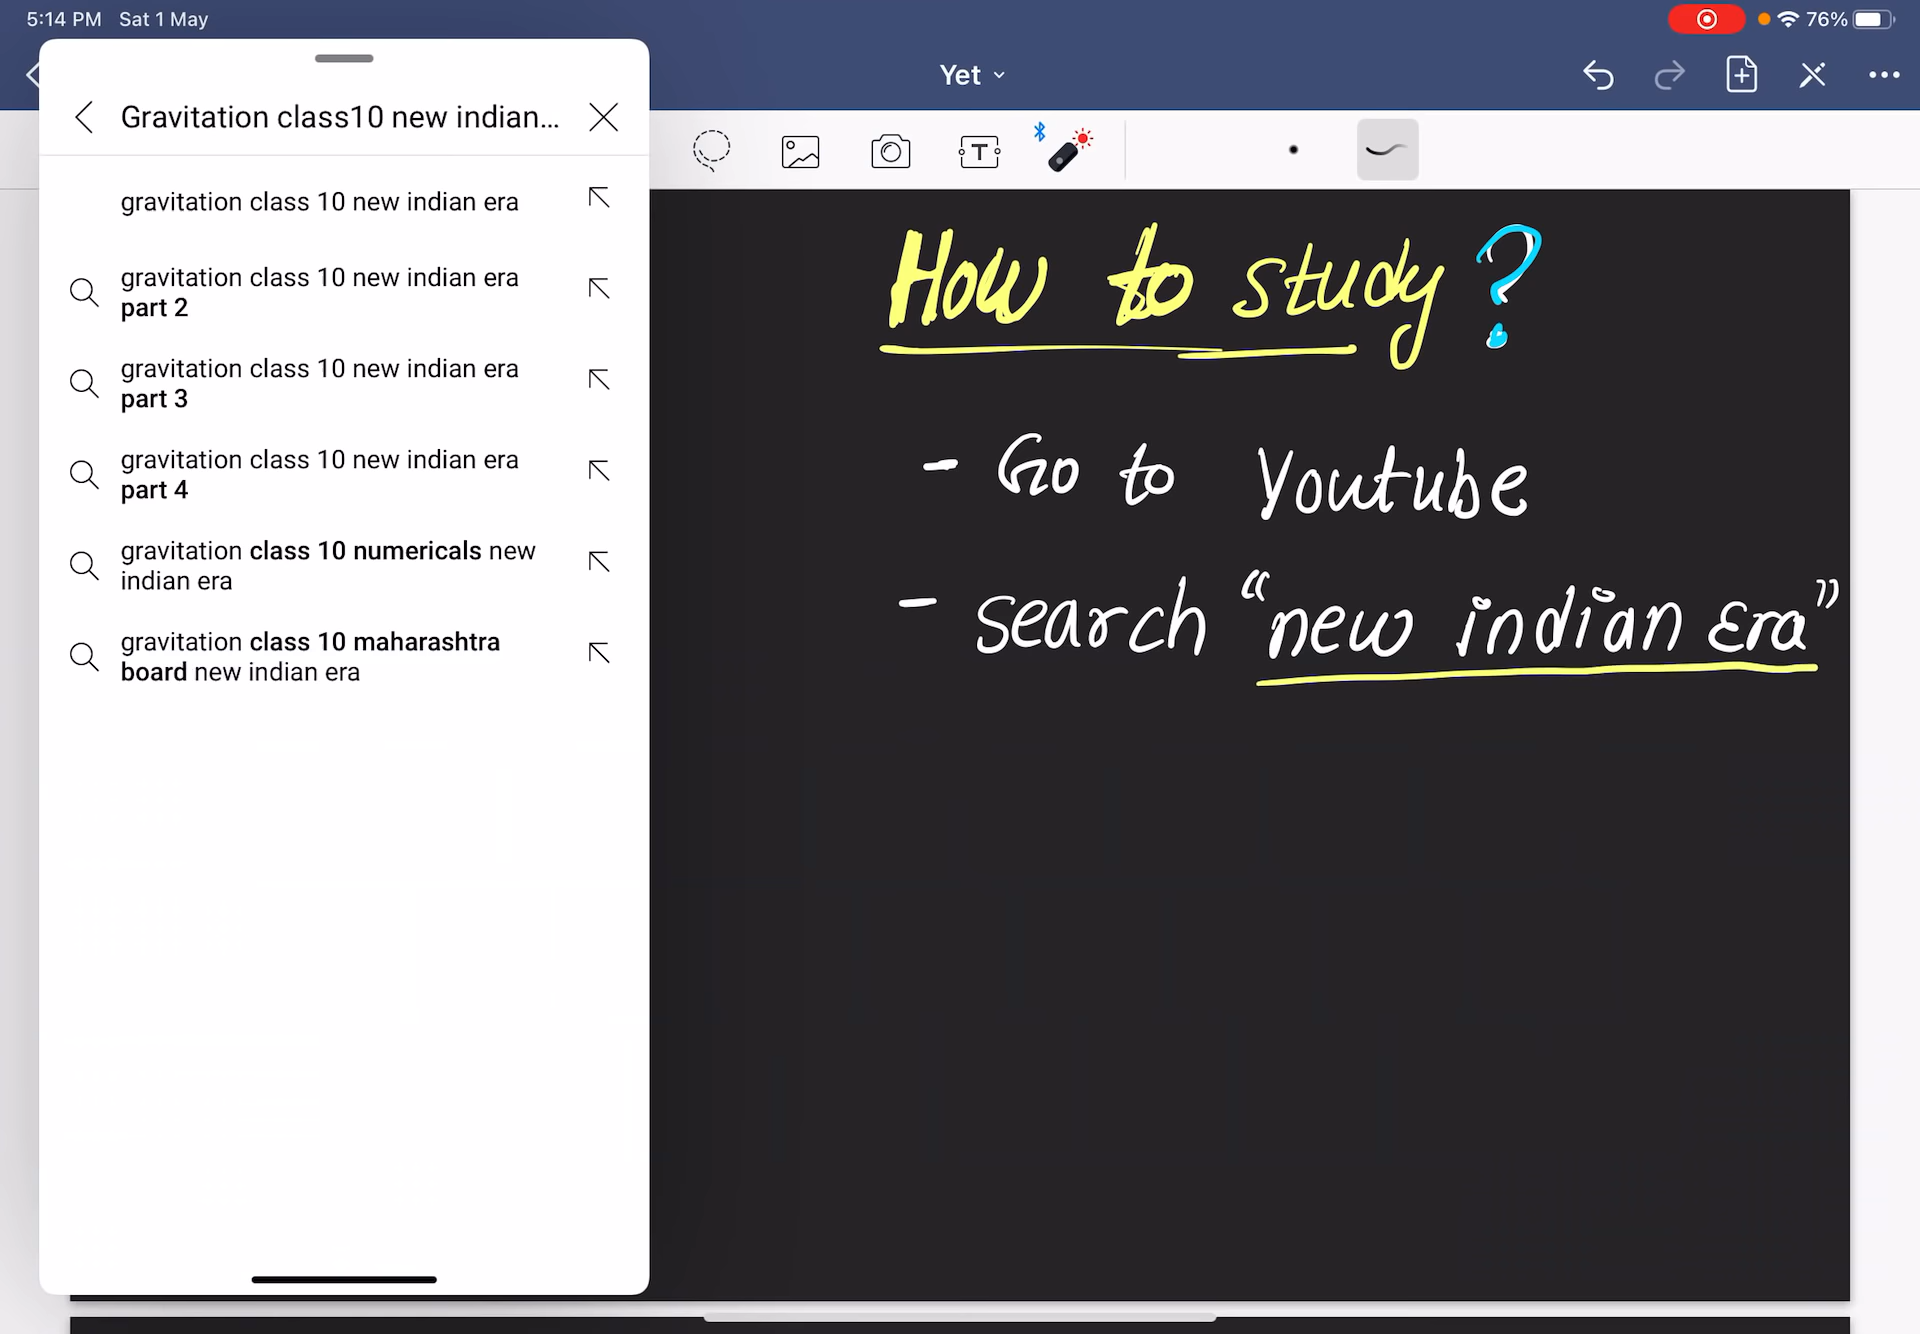 5:14 PM Sat 1 May
76%
Yet
Gravitation class10 new indian...
gravitation class 10 new indian era
gravitation class 10 new indian era
part 2
gravitation class 10 new indian era
part 3
gravitation class 10 new indian era
part 4
gravitation class 10 numericals new
indian era
gravitation class 10 maharashtra
board new indian era
T
How to study?
- Go to Youtube
- search "new indian Era"